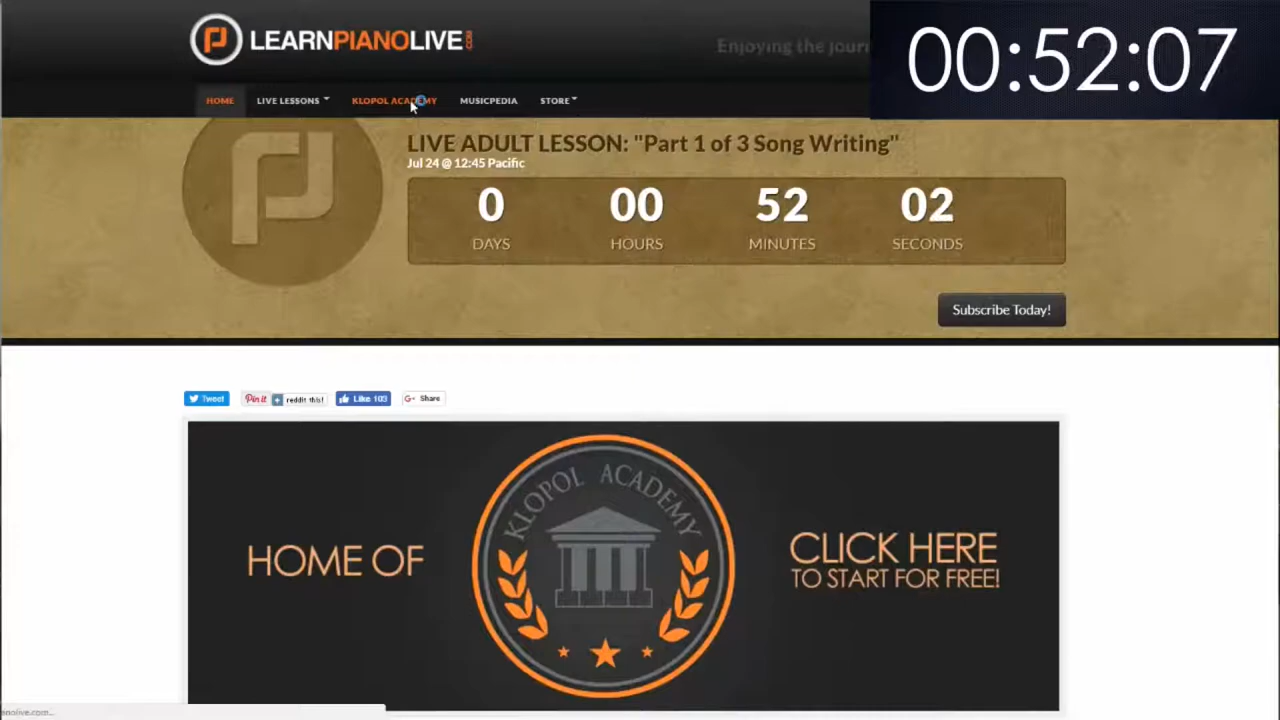 LEARNPIANOLIVE.COM
Enjoying the jour
00:52:07
HOME
LIVE LESSONS
KLOPOL ACADEMY
MUSICPEDIA
STORE
LIVE ADULT LESSON: "Part 1 of 3 Song Writing"
Jul 24 @ 12:45 Pacific
0 00 52 02
DAYS HOURS MINUTES SECONDS
Subscribe Today!
Tweet
Pin it
reddit this!
Like 103
G+ Share
KLOPOL ACADEMY
HOME OF
CLICK HERE
TO START FOR FREE!